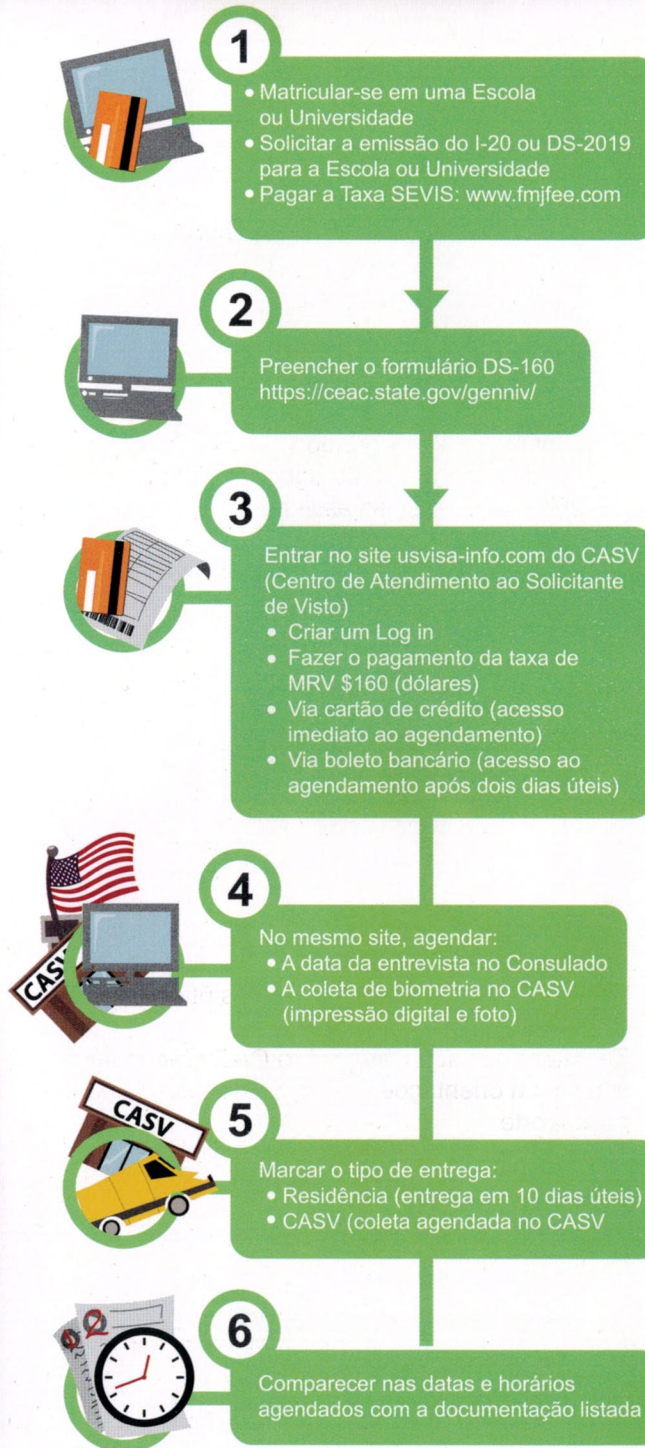 1
• Matricular-se em uma Escola
ou Universidade
• Solicitar a emissão do I-20 ou DS-2019
para a Escola ou Universidade
• Pagar a Taxa SEVIS: www.fmjfee.com
2
Preencher o formulário DS-160
https://ceac.state.gov/genniv/
3
Entrar no site usvisa-info.com do CASV
(Centro de Atendimento ao Solicitante
de Visto)
• Criar um Log in
• Fazer o pagamento da taxa de
MRV $160 (dólares)
• Via cartão de crédito (acesso
imediato ao agendamento)
• Via boleto bancário (acesso ao
agendamento após dois dias úteis)
CASV
4
No mesmo site, agendar:
• A data da entrevista no Consulado
• A coleta de biometria no CASV
(impressão digital e foto)
CASV
5
Marcar o tipo de entrega:
• Residência (entrega em 10 dias úteis)
• CASV (coleta agendada no CASV
6
Comparecer nas datas e horários
agendados com a documentação listada